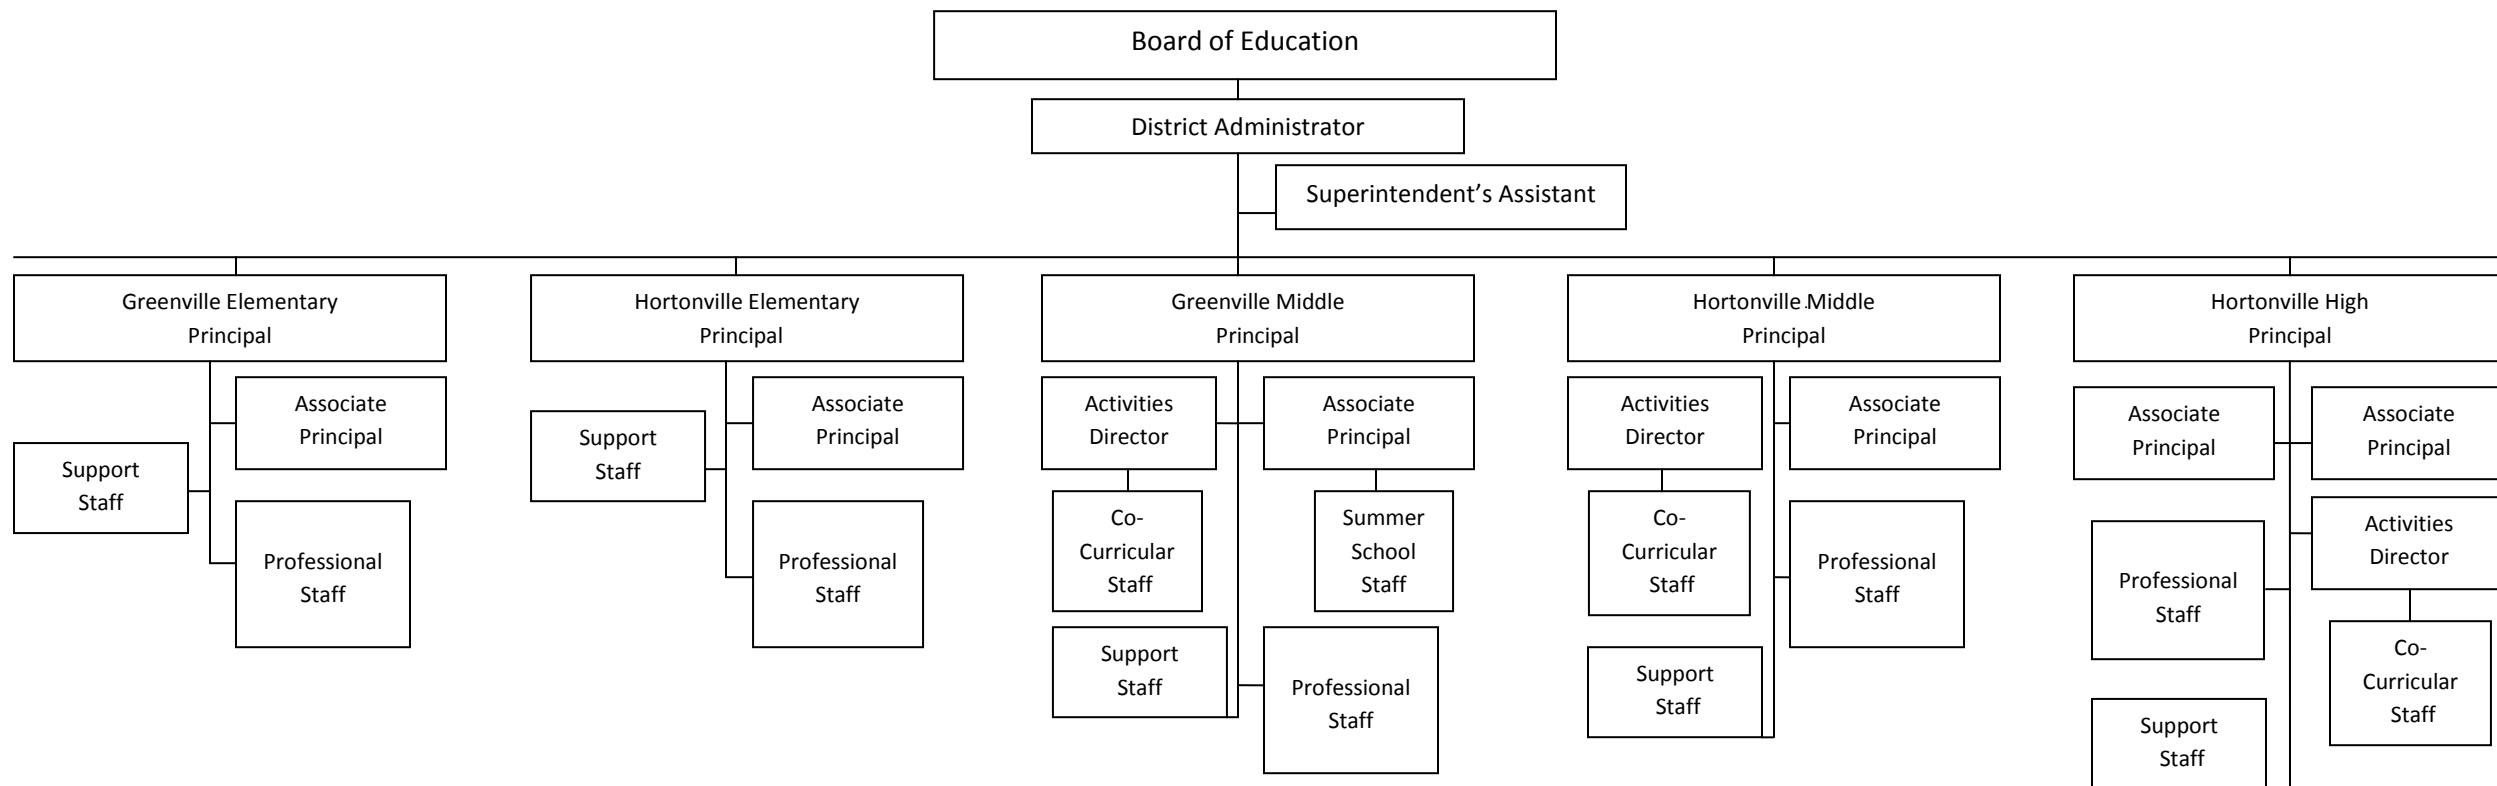 Board of Education
District Administrator
Superintendent’s Assistant
Greenville Elementary
Principal
Hortonville Elementary
Principal
Greenville Middle
Principal
Hortonville Middle
Principal
Hortonville High
Principal
Associate
Principal
Support
Staff
Professional
Staff
Associate
Principal
Support
Staff
Professional
Staff
Activities
Director
Associate
Principal
Co-
Curricular
Staff
Summer
School
Staff
Support
Staff
Professional
Staff
Activities
Director
Associate
Principal
Co-
Curricular
Staff
Professional
Staff
Support
Staff
Associate
Principal
Associate
Principal
Activities
Director
Professional
Staff
Co-
Curricular
Staff
Support
Staff